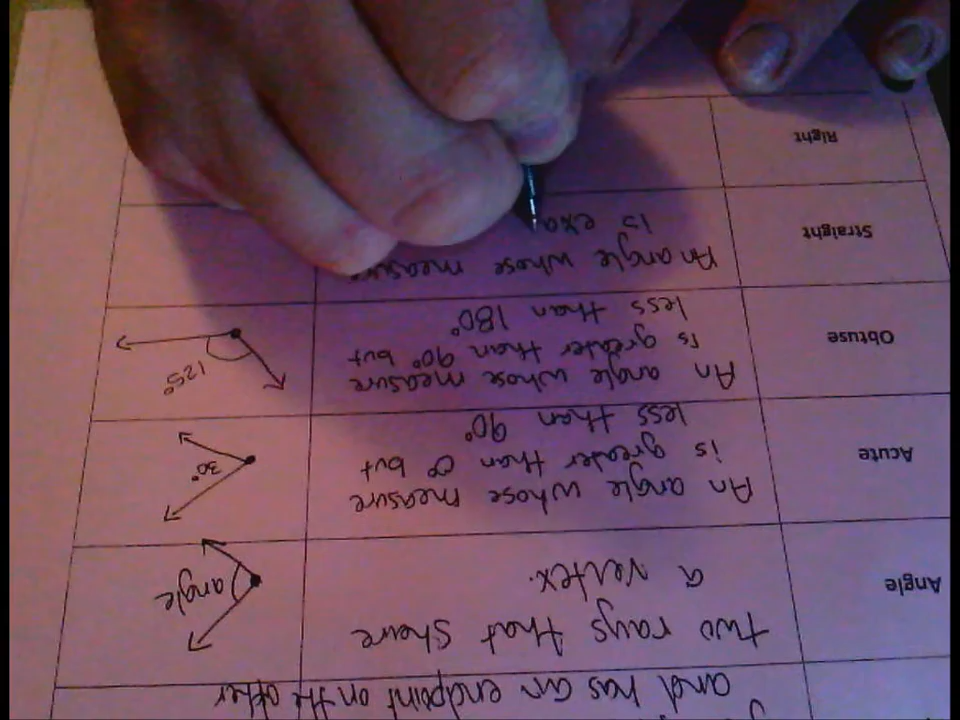 and has an endpoint on the other
Angle
two rays that share
a vertex.
angle
Acute
An angle whose measure
is greater than 0° but
less than 90°
30°
Obtuse
An angle whose measure
is greater than 90° but
less than 180°
125°
Straight
An angle whose measure
is exa
Right